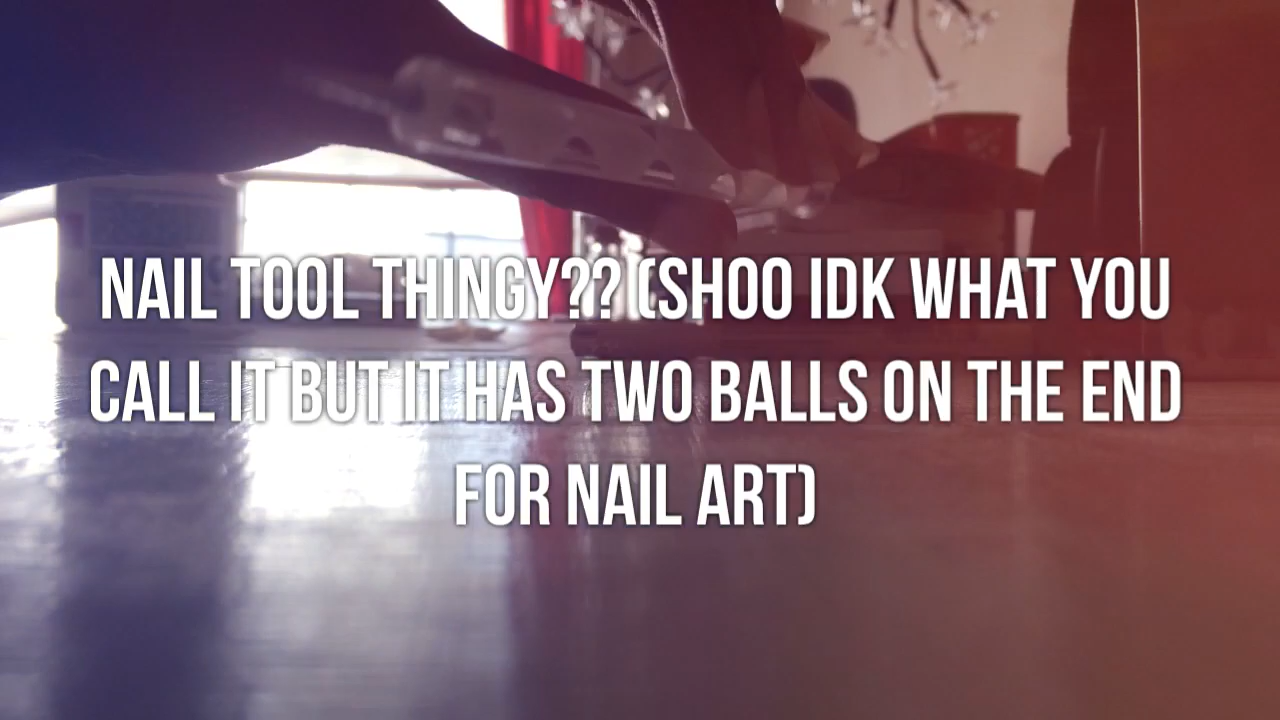 NAIL TOOL THINGY?? (SHOO IDK WHAT YOU
CALL IT BUT IT HAS TWO BALLS ON THE END
FOR NAIL ART)